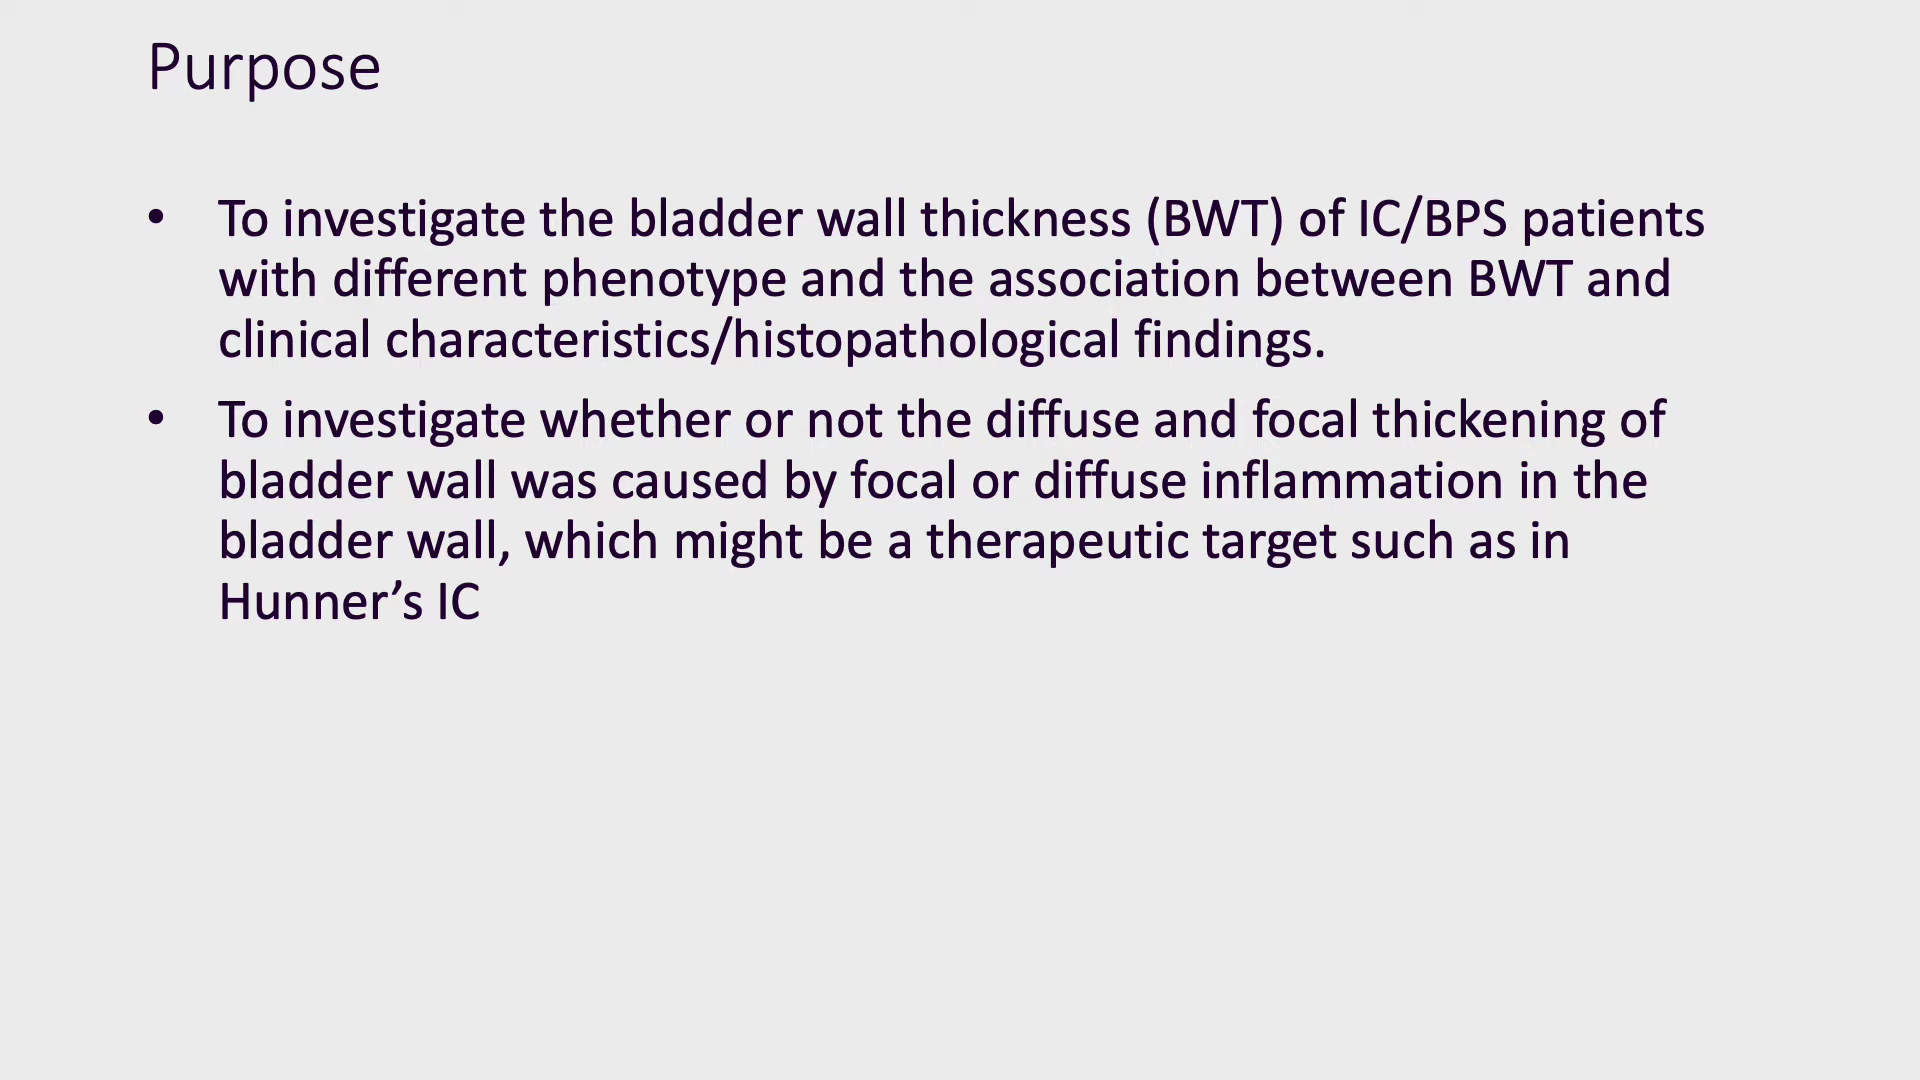 Purpose
• To investigate the bladder wall thickness (BWT) of IC/BPS patients
with different phenotype and the association between BWT and
clinical characteristics/histopathological findings.
• To investigate whether or not the diffuse and focal thickening of
bladder wall was caused by focal or diffuse inflammation in the
bladder wall, which might be a therapeutic target such as in
Hunner’s IC